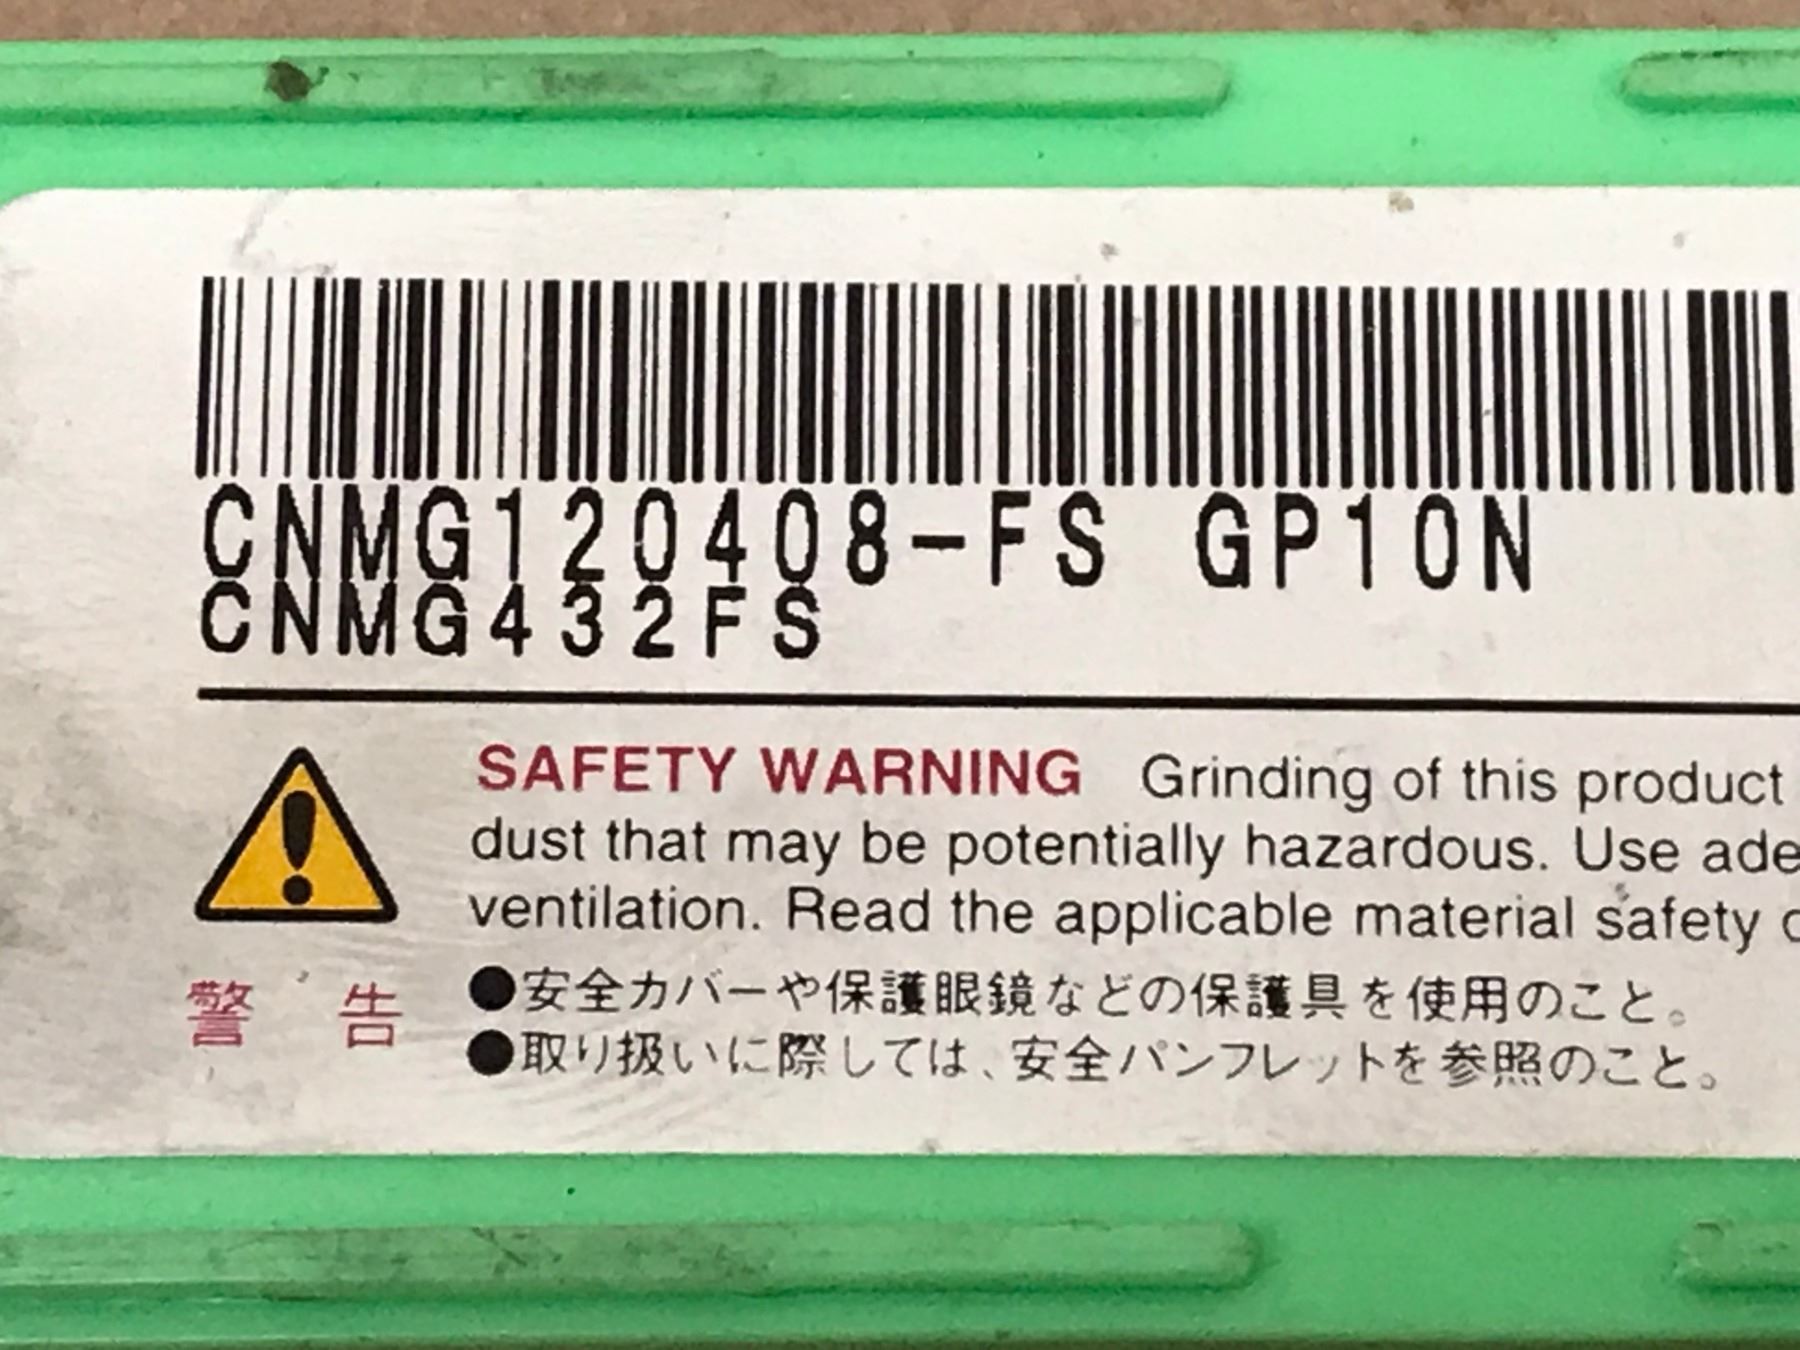 CNMG120408-FS GP10N
CNMG432FS
SAFETY WARNING Grinding of this product
dust that may be potentially hazardous. Use
ventilation. Read the applicable material safety
警告
●安全カバーや保護眼鏡などの保護具を使用のこと。
●取り扱いに際しては、安全パンフレットを参照のこと。